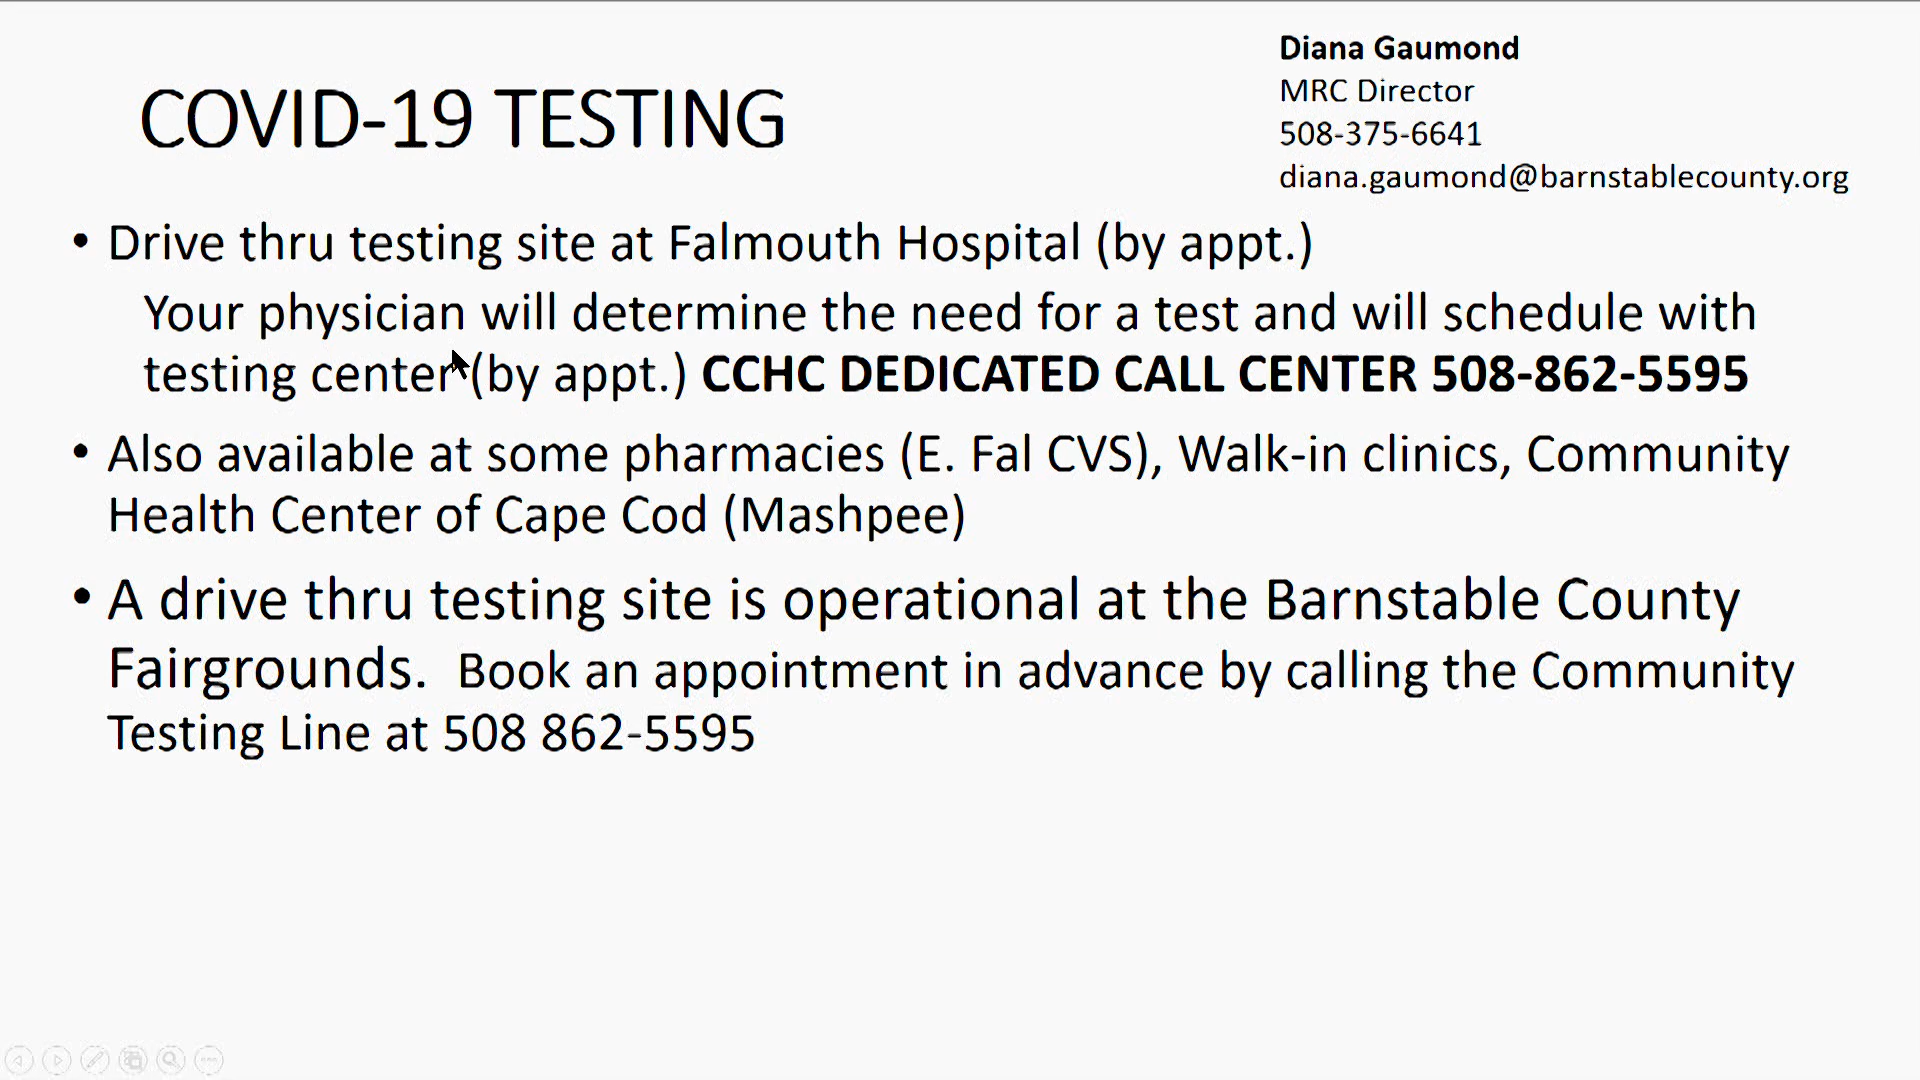 COVID-19 TESTING
Diana Gaumond
MRC Director
508-375-6641
diana.gaumond@barnstablecounty.org
• Drive thru testing site at Falmouth Hospital (by appt.)
Your physician will determine the need for a test and will schedule with
testing center (by appt.) CCHC DEDICATED CALL CENTER 508-862-5595
• Also available at some pharmacies (E. Fal CVS), Walk-in clinics, Community
Health Center of Cape Cod (Mashpee)
• A drive thru testing site is operational at the Barnstable County
Fairgrounds.  Book an appointment in advance by calling the Community
Testing Line at 508 862-5595